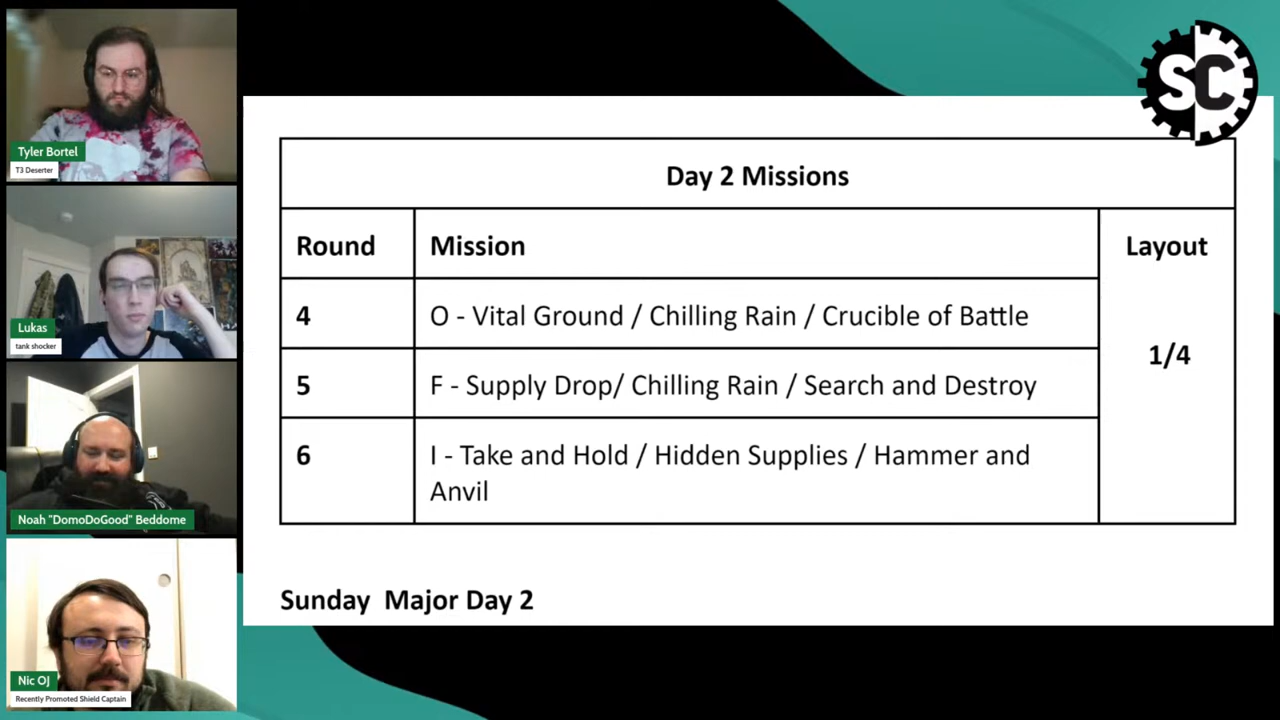 Tyler Bortel
T3 Deserter
Lukas
tank shocker
Noah "DomoDoGood" Beddome
Nic OJ
Recently Promoted Shield Captain
SC
Day 2 Missions
Round Mission Layout
4 O - Vital Ground / Chilling Rain / Crucible of Battle
1/4
5 F - Supply Drop/ Chilling Rain / Search and Destroy
6 I - Take and Hold / Hidden Supplies / Hammer and
Anvil
Sunday Major Day 2